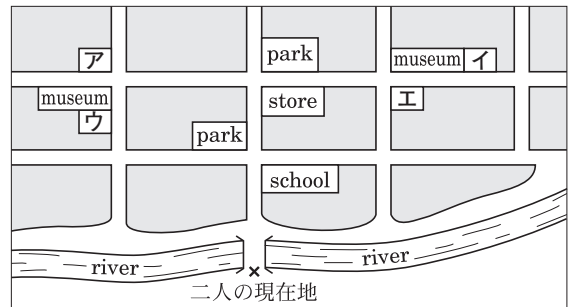 park
ア
museum イ
museum
store
エ
ウ
park
school
river
river
×
二人の現在地